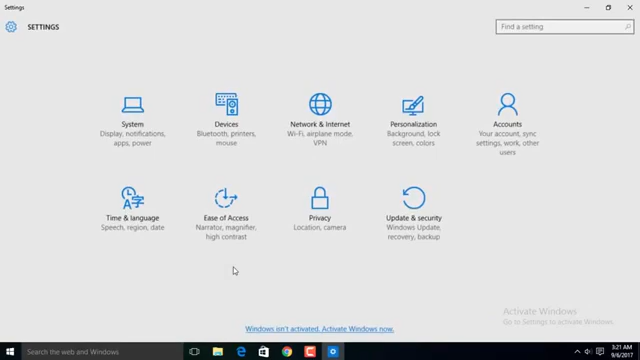 Settings
SETTINGS
Find a setting
System
Display, notifications,
apps, power
Devices
Bluetooth, printers,
mouse
Network & Internet
Wi-Fi, airplane mode,
VPN
Personalization
Background, lock
screen, colors
Accounts
Your account, sync
settings, work, other
users
Time & language
Speech, region, date
Ease of Access
Narrator, magnifier,
high contrast
Privacy
Location, camera
Update & security
Windows Update,
recovery, backup
Activate Windows
Go to Settings to activate Windows.
Windows isn't activated. Activate Windows now.
Search the web and Windows
3:21 AM
9/6/2017